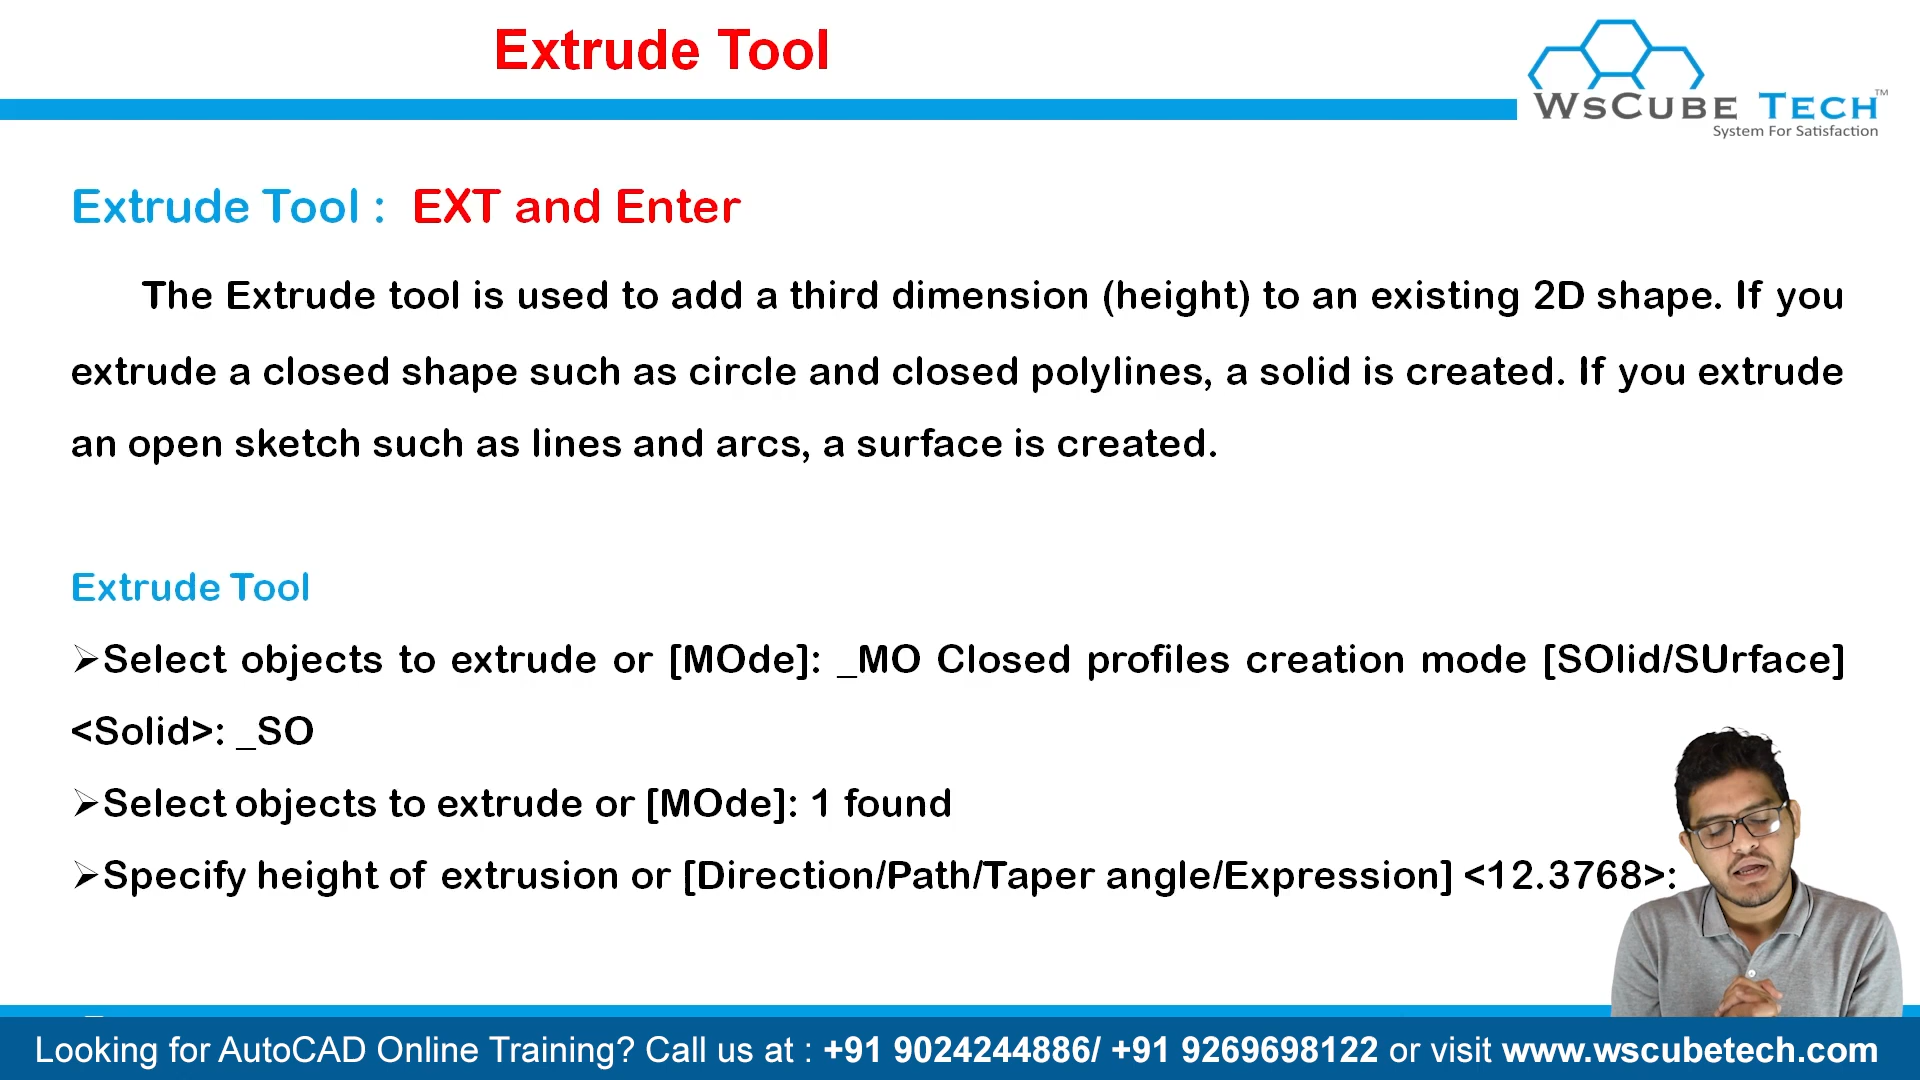 Extrude Tool
WSCUBE TECH™
System For Satisfaction
Extrude Tool : EXT and Enter
The Extrude tool is used to add a third dimension (height) to an existing 2D shape. If you
extrude a closed shape such as circle and closed polylines, a solid is created. If you extrude
an open sketch such as lines and arcs, a surface is created.
Extrude Tool
➢Select objects to extrude or [MOde]: _MO Closed profiles creation mode [SOlid/SUrface]
<Solid>: _SO
➢Select objects to extrude or [MOde]: 1 found
➢Specify height of extrusion or [Direction/Path/Taper angle/Expression] <12.3768>:
Looking for AutoCAD Online Training? Call us at : +91 9024244886/ +91 9269698122 or visit www.wscubetech.com